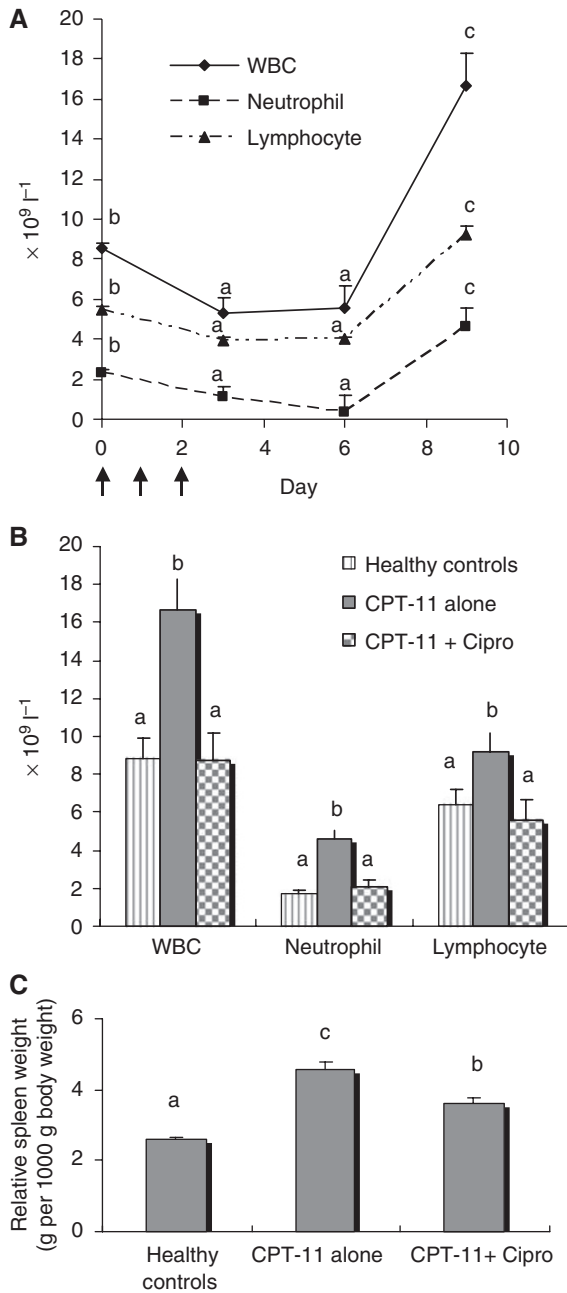 A
20
18
16
14
12
10
8
6
4
2
0
× 10⁹ l⁻¹
WBC
Neutrophil
Lymphocyte
b
b
b
a
a
a
a
a
a
c
c
c
0 2 4 6 8 10
Day
B
20
18
16
14
12
10
8
6
4
2
0
× 10⁹ l⁻¹
Healthy controls
CPT-11 alone
CPT-11 + Cipro
a b a
a b a
a b a
WBC Neutrophil Lymphocyte
C
Relative spleen weight
(g per 1000 g body weight)
6
4
2
0
a c b
Healthy
controls
CPT-11 alone
CPT-11+ Cipro